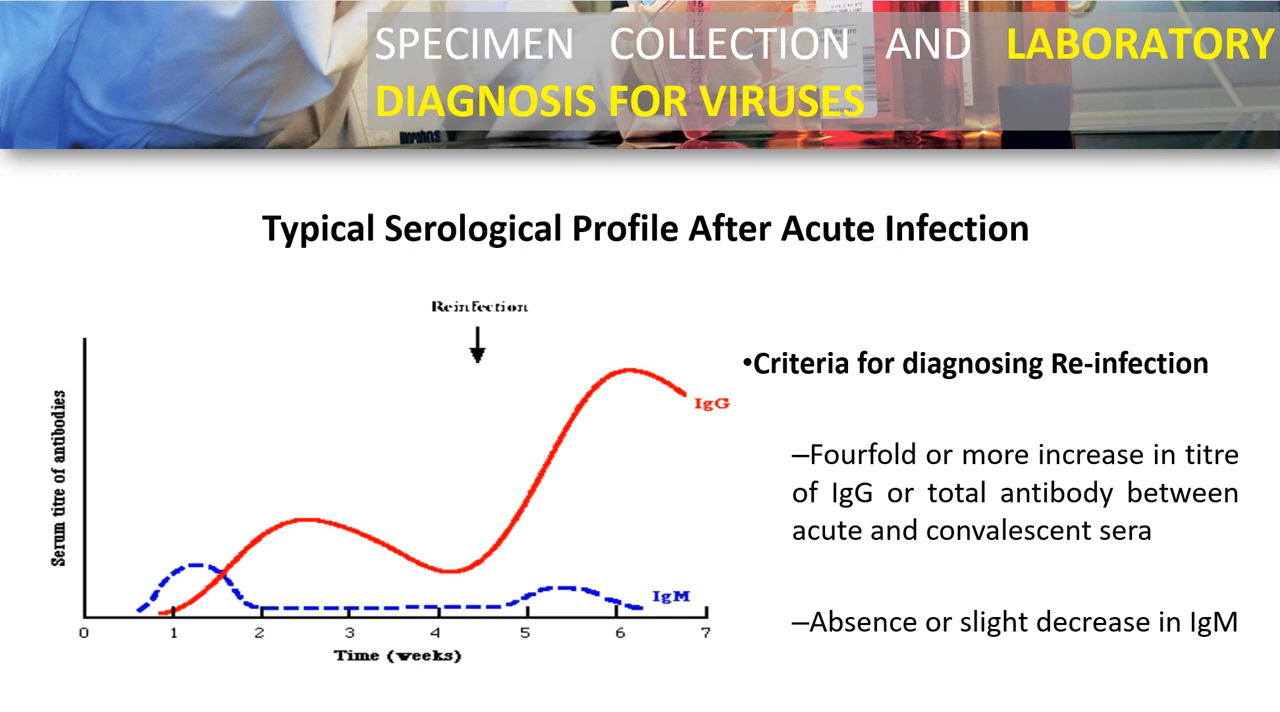 SPECIMEN COLLECTION AND LABORATORY
DIAGNOSIS FOR VIRUSES
Typical Serological Profile After Acute Infection
Reinfection
Serum titre of antibodies
IgG
IgM
0 1 2 3 4 5 6 7
Time (weeks)
•Criteria for diagnosing Re-infection
–Fourfold or more increase in titre
of IgG or total antibody between
acute and convalescent sera
–Absence or slight decrease in IgM